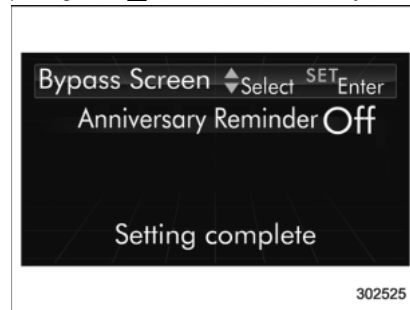 Bypass Screen Select SET Enter
Anniversary Reminder Off
Setting complete
302525